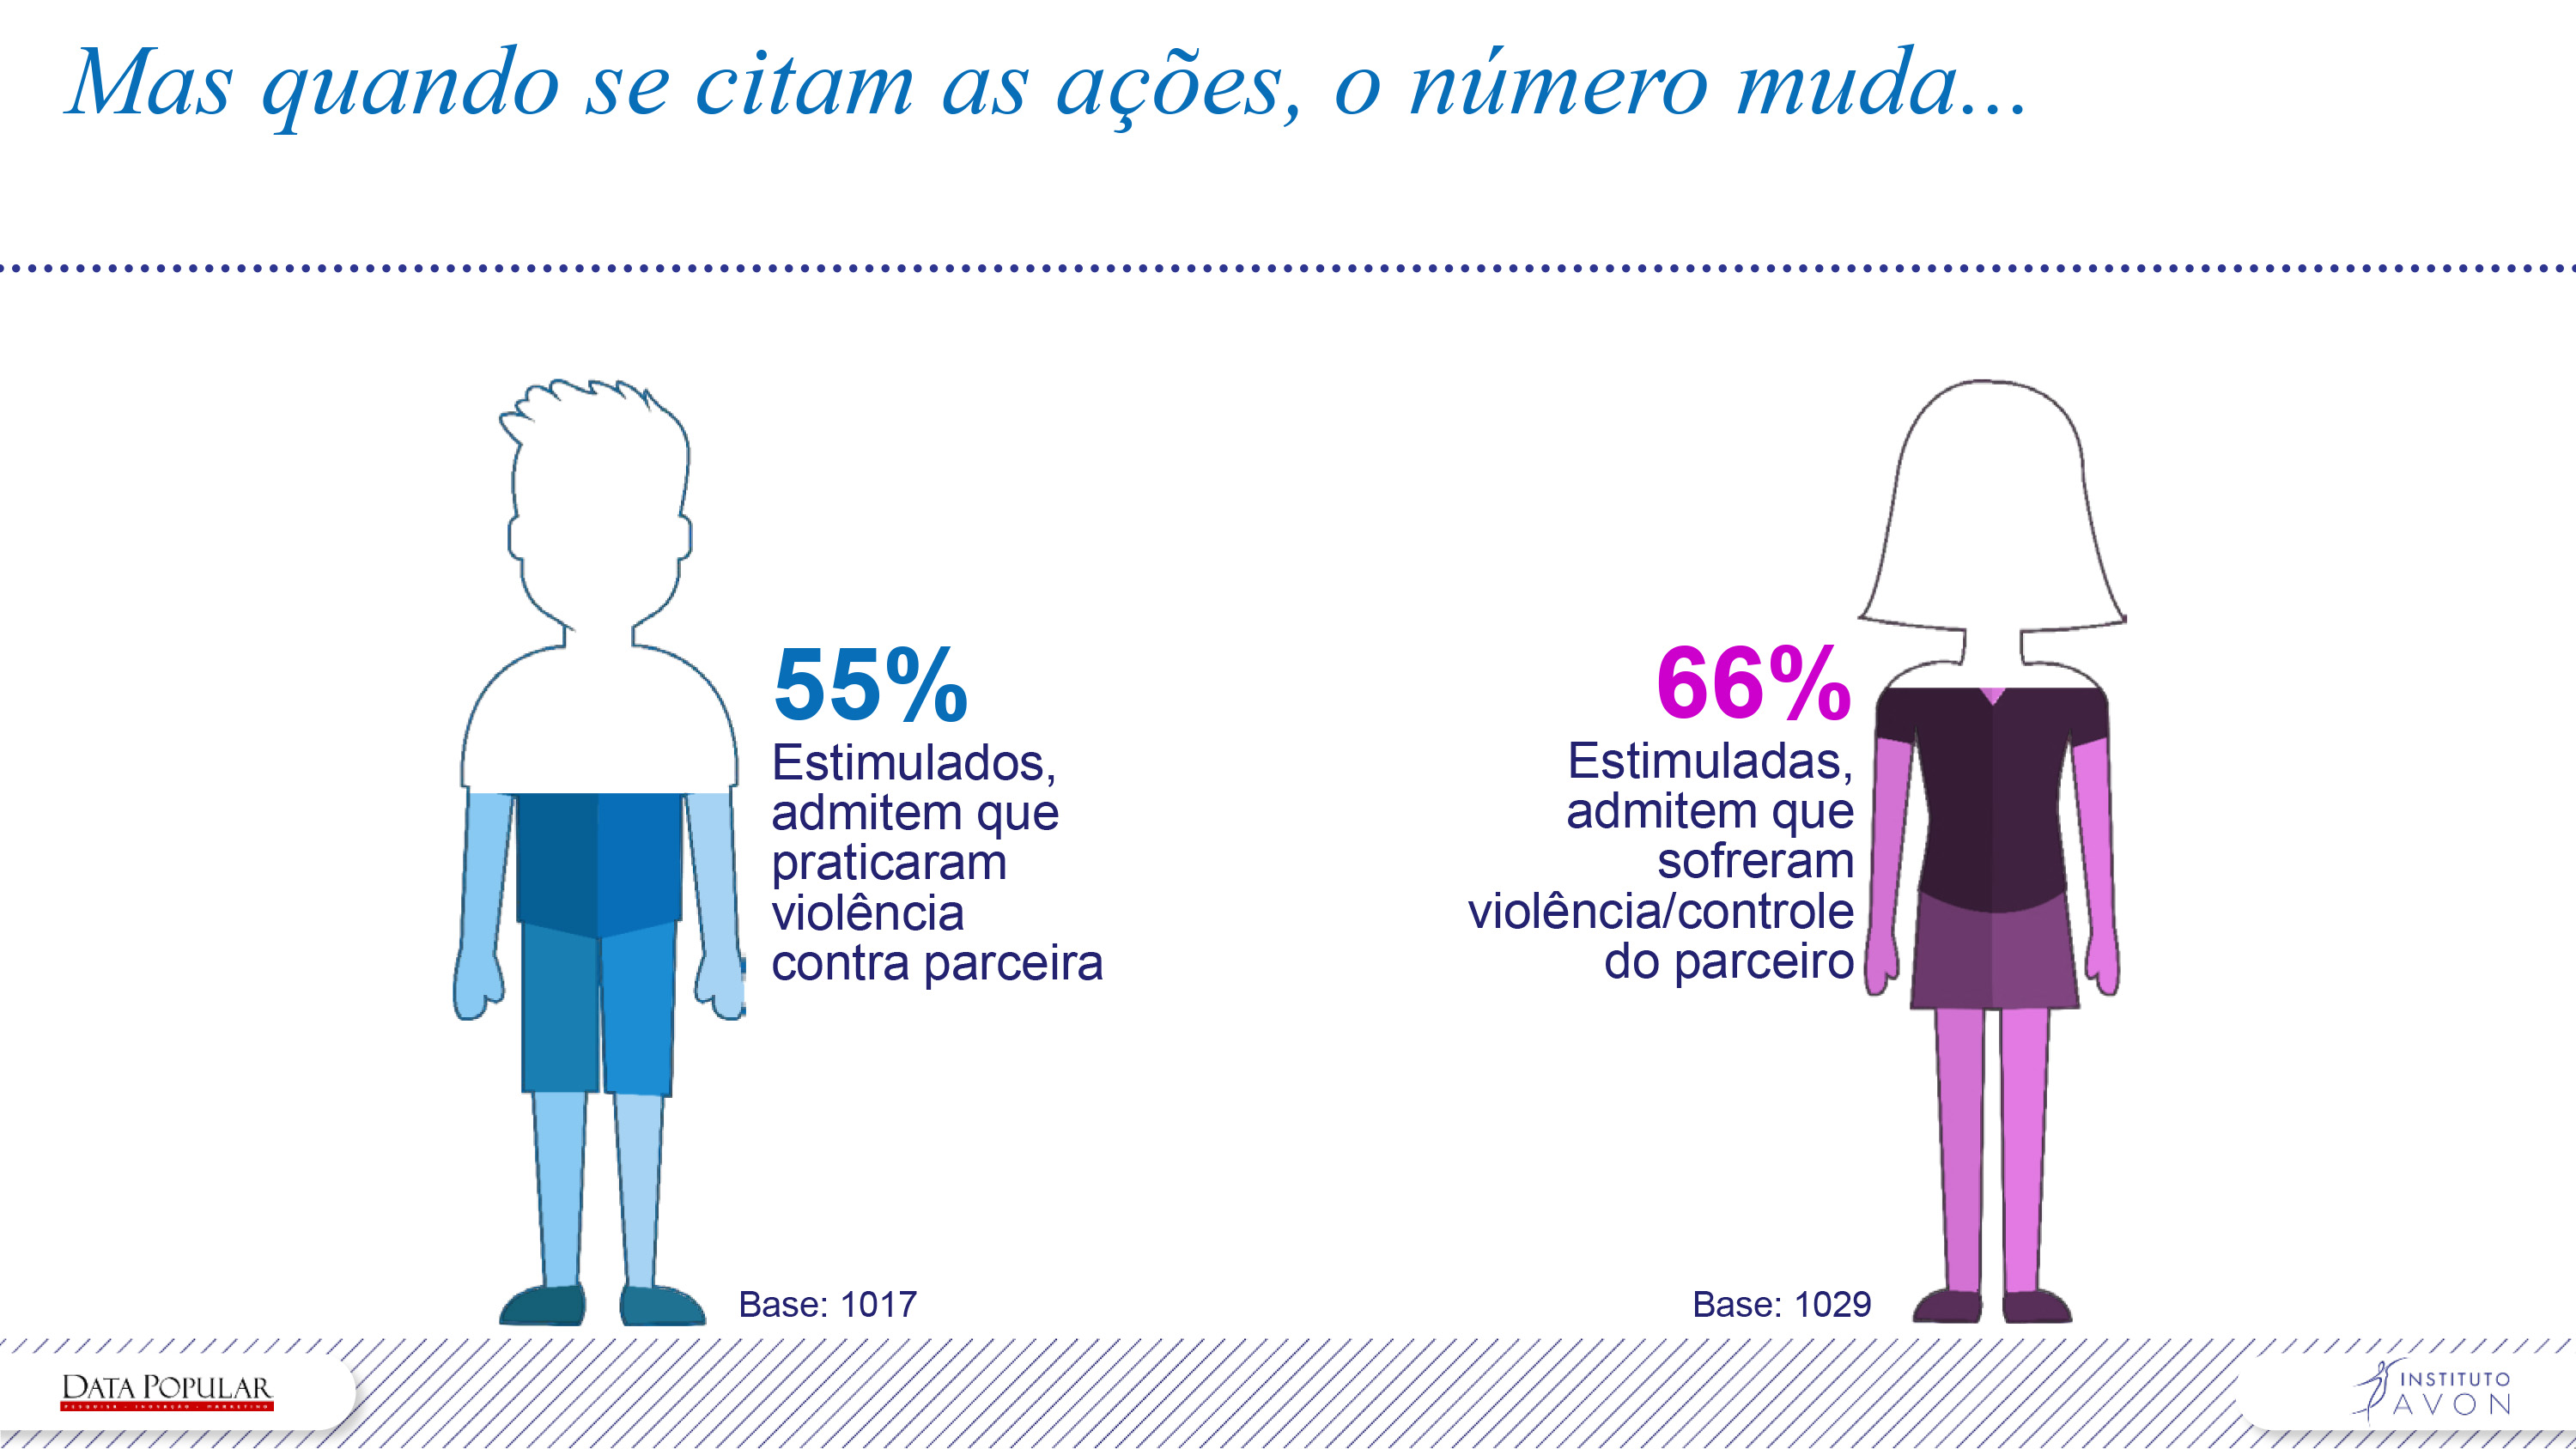 Mas quando se citam as ações, o número muda...
55%
Estimulados,
admitem que
praticaram
violência
contra parceira
66%
Estimuladas,
admitem que
sofreram
violência/controle
do parceiro
Base: 1017
Base: 1029
DATA POPULAR
PESQUISA · INOVAÇÃO · MARKETING
INSTITUTO
AVON